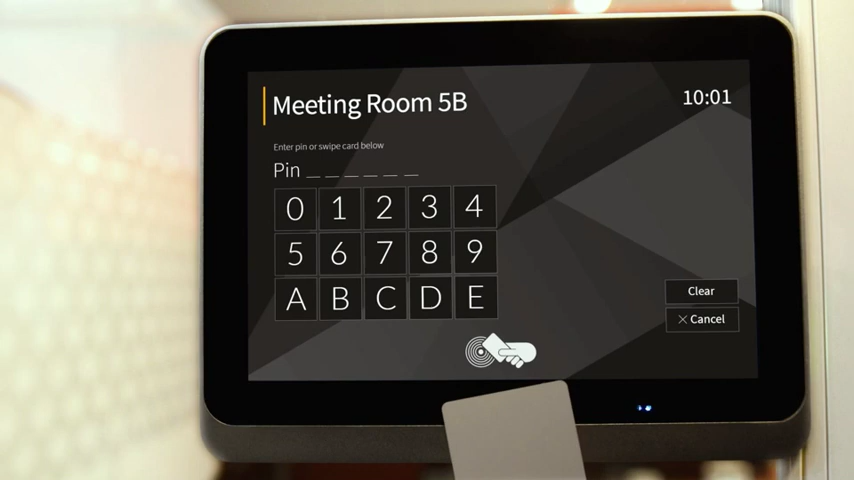 Meeting Room 5B
10:01
Enter pin or swipe card below
Pin _ _ _ _ _ _
0 1 2 3 4
5 6 7 8 9
A B C D E
Clear
× Cancel